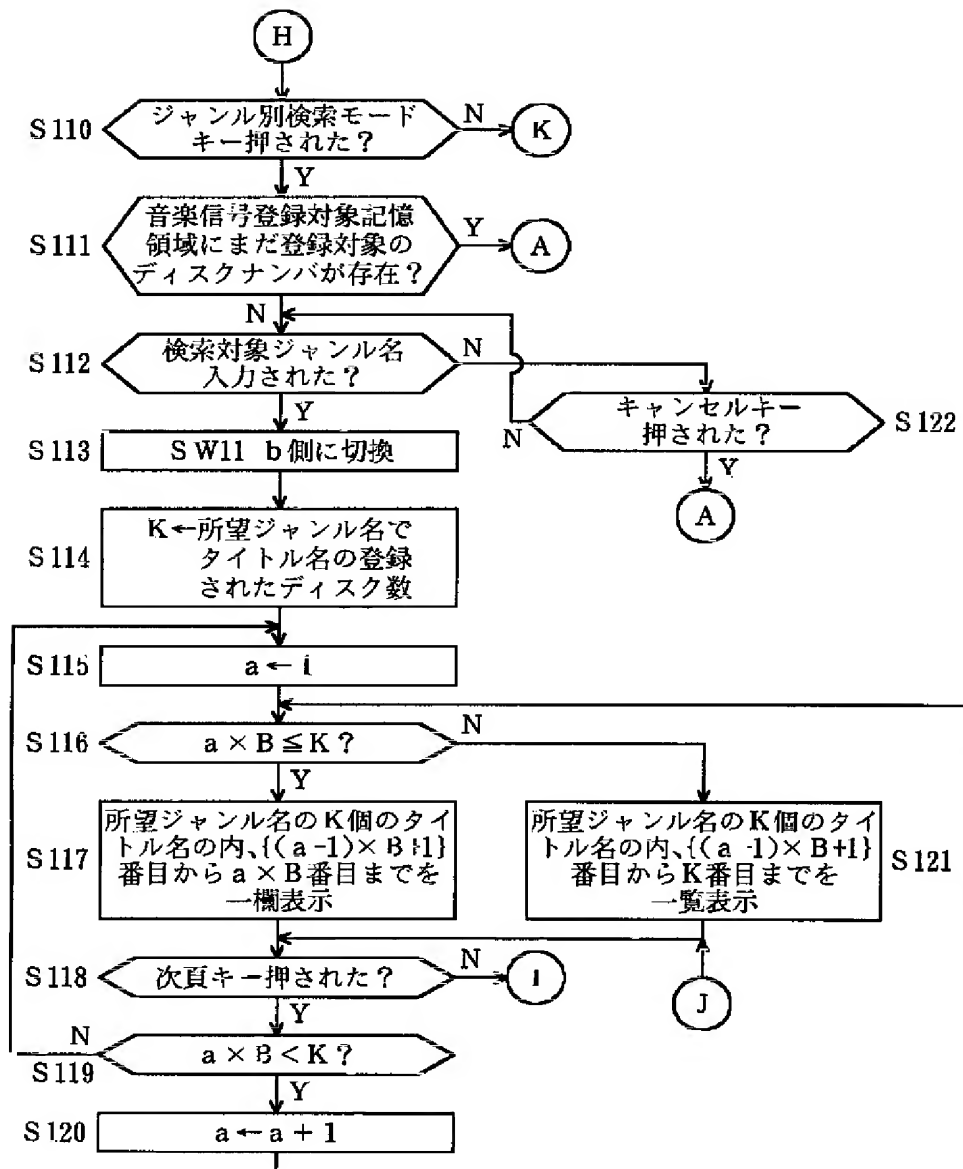 H
S110
ジャンル別検索モード
キー押された?
N
K
Y
S111
音楽信号登録対象記憶
領域にまだ登録対象の
ディスクナンバが存在?
Y
A
N
S112
検索対象ジャンル名
入力された?
N
Y
キャンセルキー
押された?
N
S122
Y
A
S113
SW11 b側に切換
S114
K←所望ジャンル名で
タイトル名の登録
されたディスク数
S115
a←1
S116
a×B≦K?
N
Y
S117
所望ジャンル名のK個のタイ
トル名の内、{(a-1)×B+1}
番目からa×B番目までを
一欄表示
所望ジャンル名のK個のタイ
トル名の内、{(a-1)×B+1}
番目からK番目までを
一覧表示
S121
S118
次頁キー押された?
N
I
J
Y
N
S119
a×B<K?
Y
S120
a←a+1